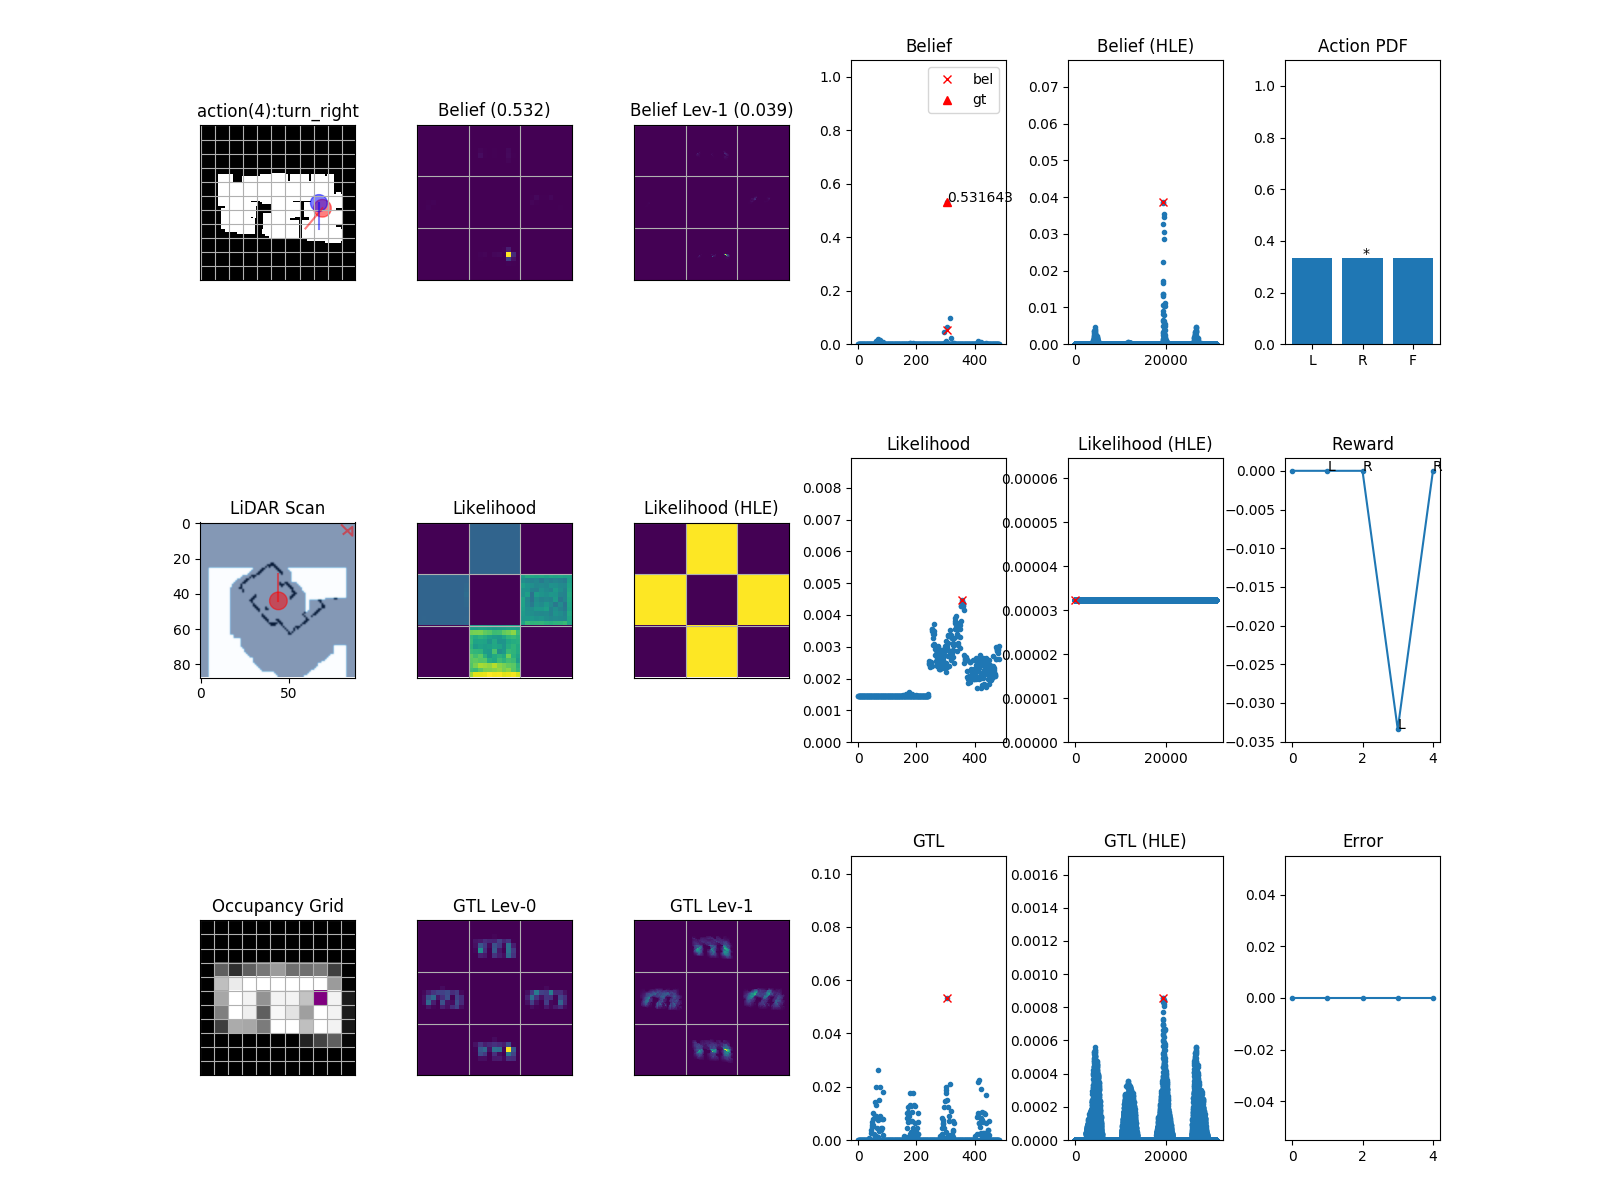 Belief
Belief (HLE)
Action PDF
1.0
0.8
0.6
0.4
0.2
0.0
0 200 400
bel
gt
0.531643
0.07
0.06
0.05
0.04
0.03
0.02
0.01
0.00
0 20000
1.0
0.8
0.6
0.4
0.2
0.0
*
L R F
action(4):turn_right
Belief (0.532)
Belief Lev-1 (0.039)
Likelihood
Likelihood (HLE)
Reward
0.008
0.007
0.006
0.005
0.004
0.003
0.002
0.001
0.000
0 200 400
0.00006
0.00005
0.00004
0.00003
0.00002
0.00001
0.00000
0 20000
0.000
−0.005
−0.010
−0.015
−0.020
−0.025
−0.030
−0.035
L R R
L
0 2 4
LiDAR Scan
Likelihood
Likelihood (HLE)
0
20
40
60
80
0 50
GTL
GTL (HLE)
Error
0.10
0.08
0.06
0.04
0.02
0.00
0 200 400
0.0016
0.0014
0.0012
0.0010
0.0008
0.0006
0.0004
0.0002
0.0000
0 20000
0.04
0.02
0.00
−0.02
−0.04
0 2 4
Occupancy Grid
GTL Lev-0
GTL Lev-1